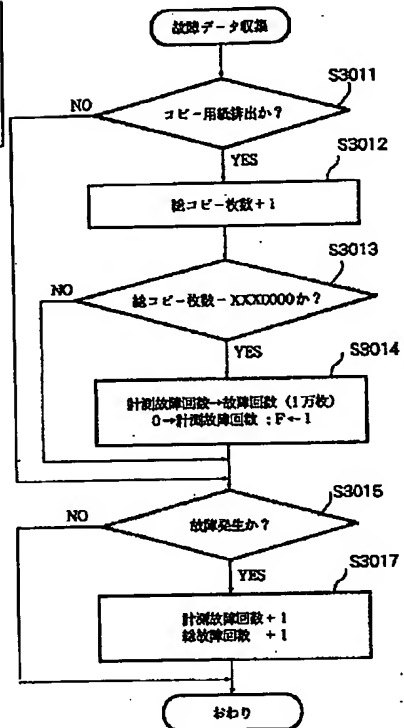 故障データ収集
S3011
コピー用紙排出か?
NO
YES
S3012
総コピー枚数+1
S3013
総コピー枚数=XXX0000か?
NO
YES
S3014
計測故障回数→故障回数(1万枚)
0→計測故障回数;F←1
S3015
故障発生か?
NO
YES
S3017
計測故障回数+1
総故障回数 +1
おわり